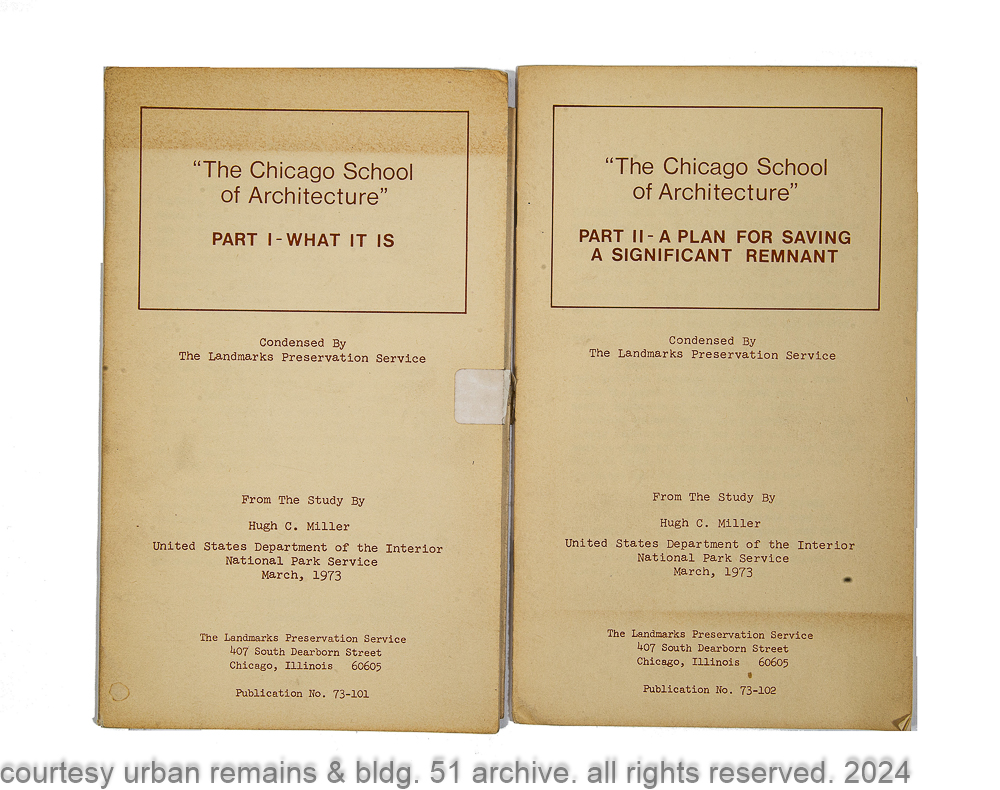 “The Chicago School
of Architecture”
PART I - WHAT IT IS
Condensed By
The Landmarks Preservation Service
From The Study By
Hugh C. Miller
United States Department of the Interior
National Park Service
March, 1973
The Landmarks Preservation Service
407 South Dearborn Street
Chicago, Illinois 60605
Publication No. 73-101
“The Chicago School
of Architecture”
PART II - A PLAN FOR SAVING
A SIGNIFICANT REMNANT
Condensed By
The Landmarks Preservation Service
From The Study By
Hugh C. Miller
United States Department of the Interior
National Park Service
March, 1973
The Landmarks Preservation Service
407 South Dearborn Street
Chicago, Illinois 60605
Publication No. 73-102
courtesy urban remains & bldg. 51 archive. all rights reserved. 2024